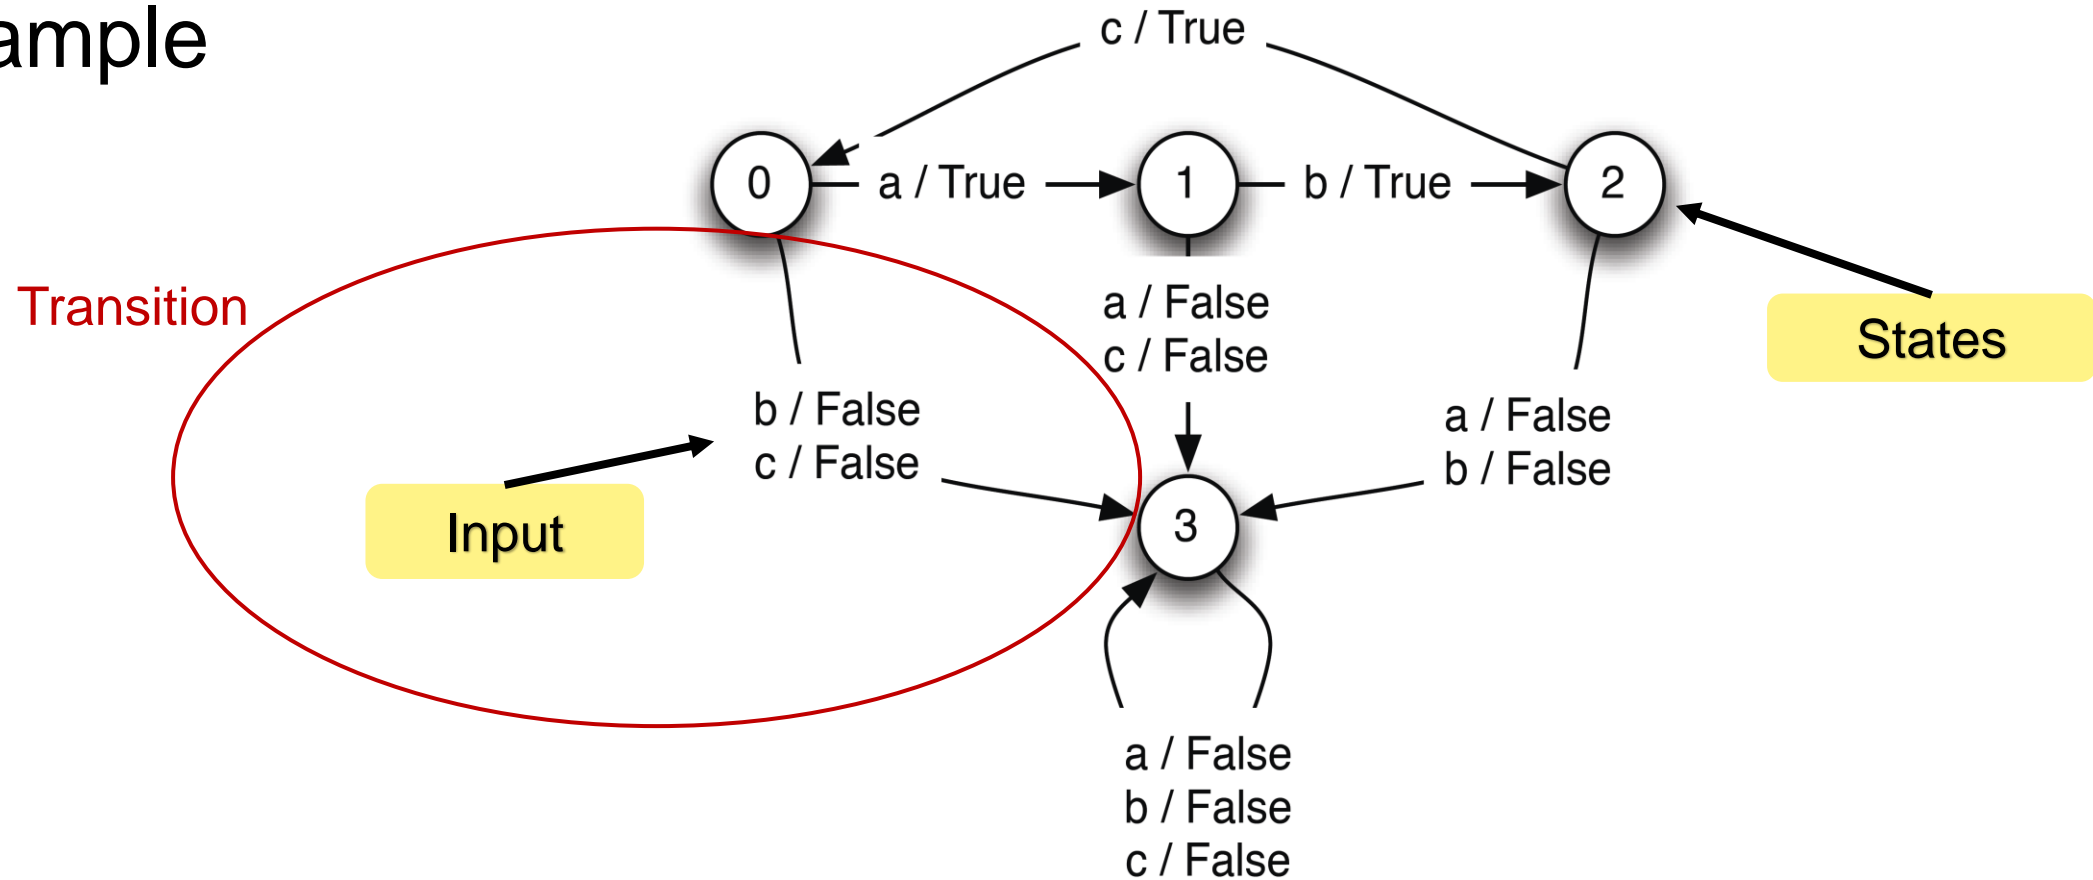 ample
c / True
0
a / True
1
b / True
2
Transition
a / False
c / False
States
b / False
c / False
a / False
b / False
Input
3
a / False
b / False
c / False